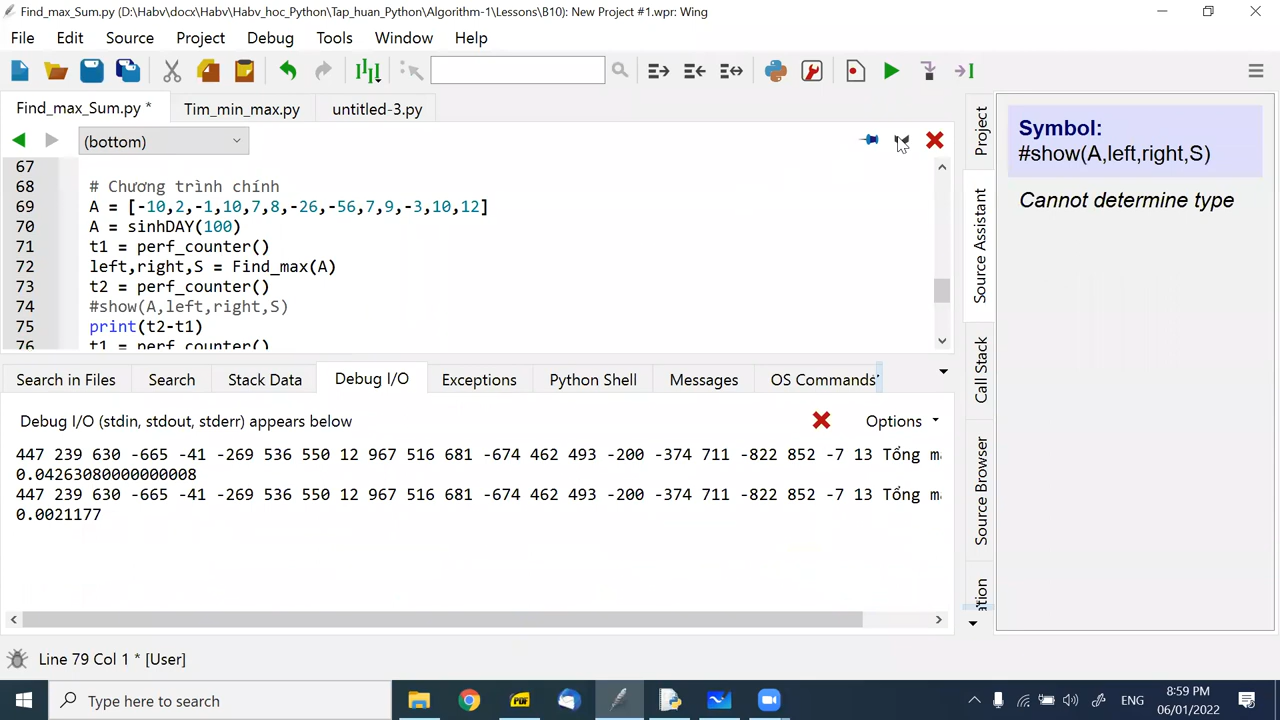 Find_max_Sum.py (D:\Habv\docx\Habv\Habv_hoc_Python\Tap_huan_Python\Algorithm-1\Lessons\B10): New Project #1.wpr: Wing
File Edit Source Project Debug Tools Window Help
Find_max_Sum.py * Tim_min_max.py untitled-3.py
(bottom)
67
68 # Chương trình chính
69 A = [-10,2,-1,10,7,8,-26,-56,7,9,-3,10,12]
70 A = sinhDAY(100)
71 t1 = perf_counter()
72 left,right,S = Find_max(A)
73 t2 = perf_counter()
74 #show(A,left,right,S)
75 print(t2-t1)
76 t1 = perf_counter()
Search in Files Search Stack Data Debug I/O Exceptions Python Shell Messages OS Commands
Debug I/O (stdin, stdout, stderr) appears below Options
447 239 630 -665 -41 -269 536 550 12 967 516 681 -674 462 493 -200 -374 711 -822 852 -7 13 Tổng
0.04263080000000008
447 239 630 -665 -41 -269 536 550 12 967 516 681 -674 462 493 -200 -374 711 -822 852 -7 13 Tổng
0.0021177
Project
Source Assistant
Call Stack
Source Browser
Symbol:
#show(A,left,right,S)
Cannot determine type
Line 79 Col 1 * [User]
Type here to search
PDF
ENG
8:59 PM
06/01/2022